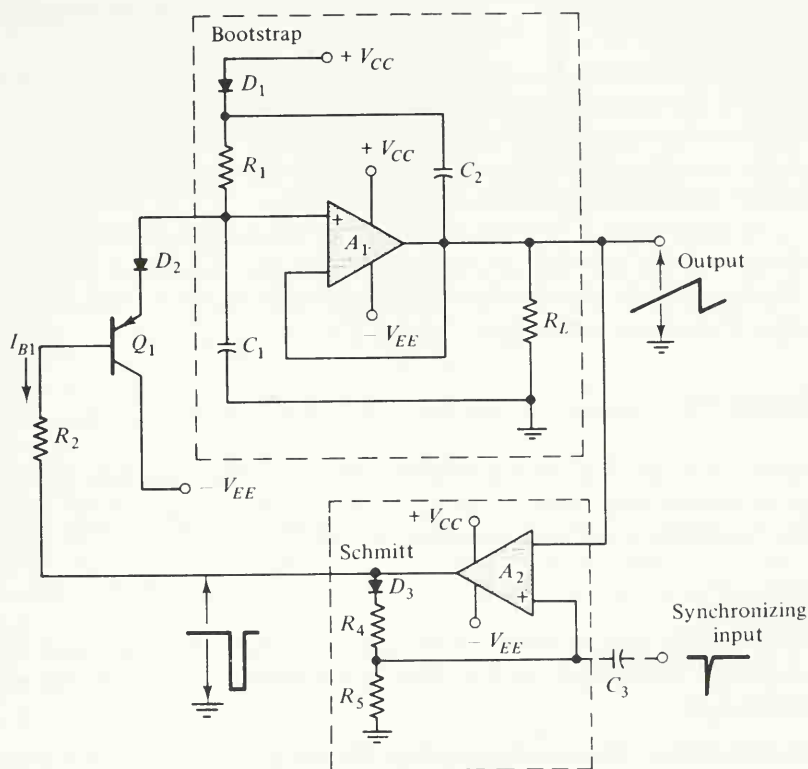 Bootstrap
+ V_CC
D_1
+ V_CC
R_1
C_2
+
A_1
D_2
Output
− V_EE
R_L
I_B1
Q_1
C_1
R_2
− V_EE
+ V_CC
Schmitt
A_2
D_3
+
R_4
− V_EE
Synchronizing
input
C_3
R_5